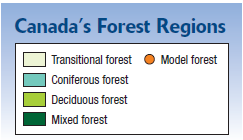 Canada's Forest Regions
Transitional forest Model forest
Coniferous forest
Deciduous forest
Mixed forest